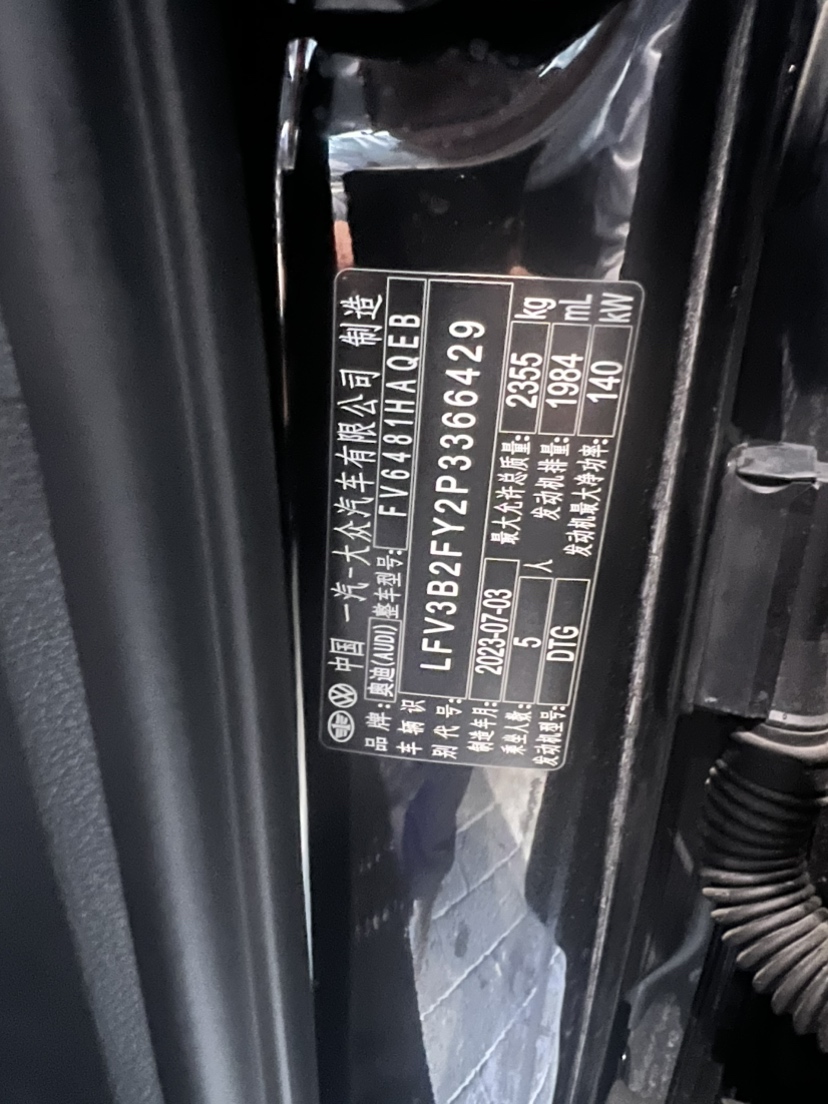 中国 一汽-大众汽车有限公司 制造
品牌: 奥迪(AUDI) 整车型号: FV6481HAQEB
车辆识别代号: LFV3B2FY2P3366429
制造年月: 2023-07-03 最大允许总质量: 2355 kg
乘坐人数: 5 人 发动机排量: 1984 mL
发动机型号: DTG 发动机最大净功率: 140 kW